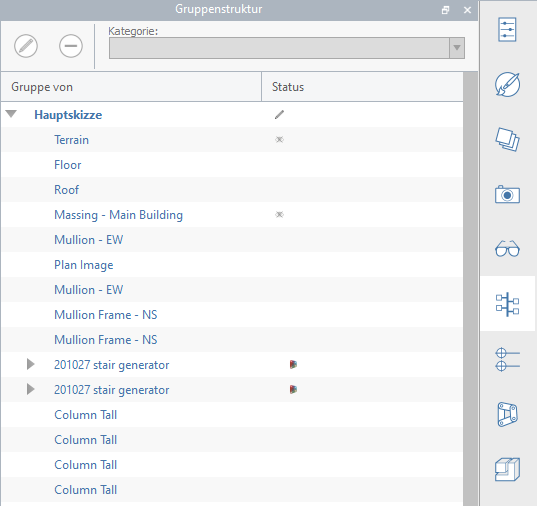 Gruppenstruktur
Kategorie:
Gruppe von Status
Hauptskizze
Terrain
Floor
Roof
Massing - Main Building
Mullion - EW
Plan Image
Mullion - EW
Mullion Frame - NS
Mullion Frame - NS
201027 stair generator
201027 stair generator
Column Tall
Column Tall
Column Tall
Column Tall